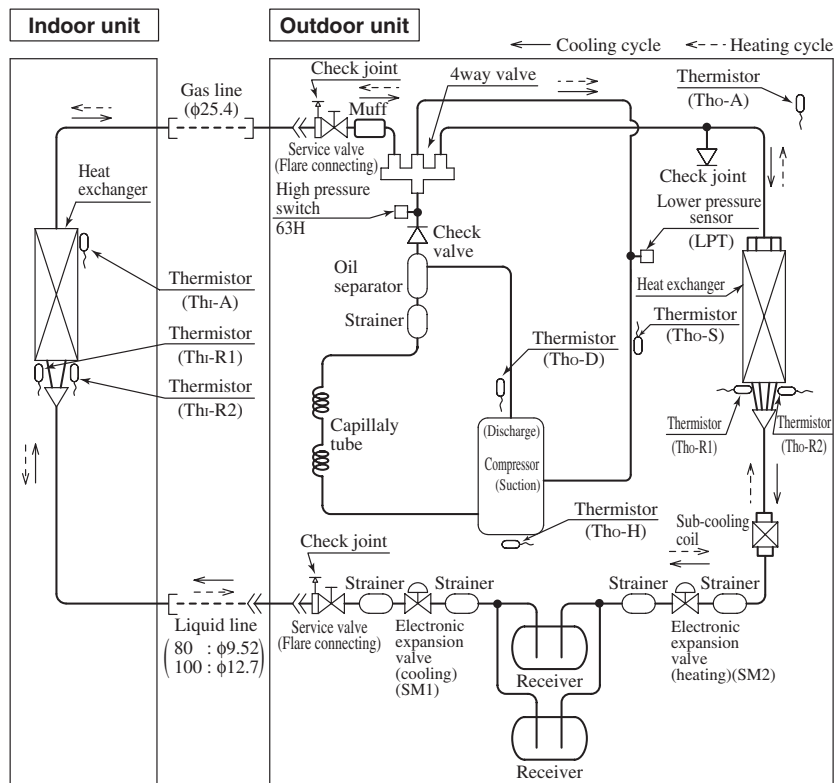 Indoor unit
Outdoor unit
Cooling cycle
Heating cycle
Gas line
(ϕ25.4)
Check joint
Muff
4way valve
Thermistor
(Tho-A)
Service valve
(Flare connecting)
Check joint
Heat
exchanger
High pressure
switch
63H
Lower pressure
sensor
(LPT)
Check
valve
Oil
separator
Thermistor
(ThI-A)
Heat exchanger
Strainer
Thermistor
(Tho-S)
Thermistor
(ThI-R1)
Thermistor
(Tho-D)
Thermistor
(ThI-R2)
Capillaly
tube
(Discharge)
Compressor
(Suction)
Thermistor
(Tho-R1)
Thermistor
(Tho-R2)
Thermistor
(Tho-H)
Sub-cooling
coil
Check joint
Strainer
Strainer
Strainer
Strainer
Liquid line
( 80 : ϕ9.52
100 : ϕ12.7 )
Service valve
(Flare connecting)
Electronic
expansion
valve
(cooling)
(SM1)
Receiver
Electronic
expansion
valve
(heating)(SM2)
Receiver